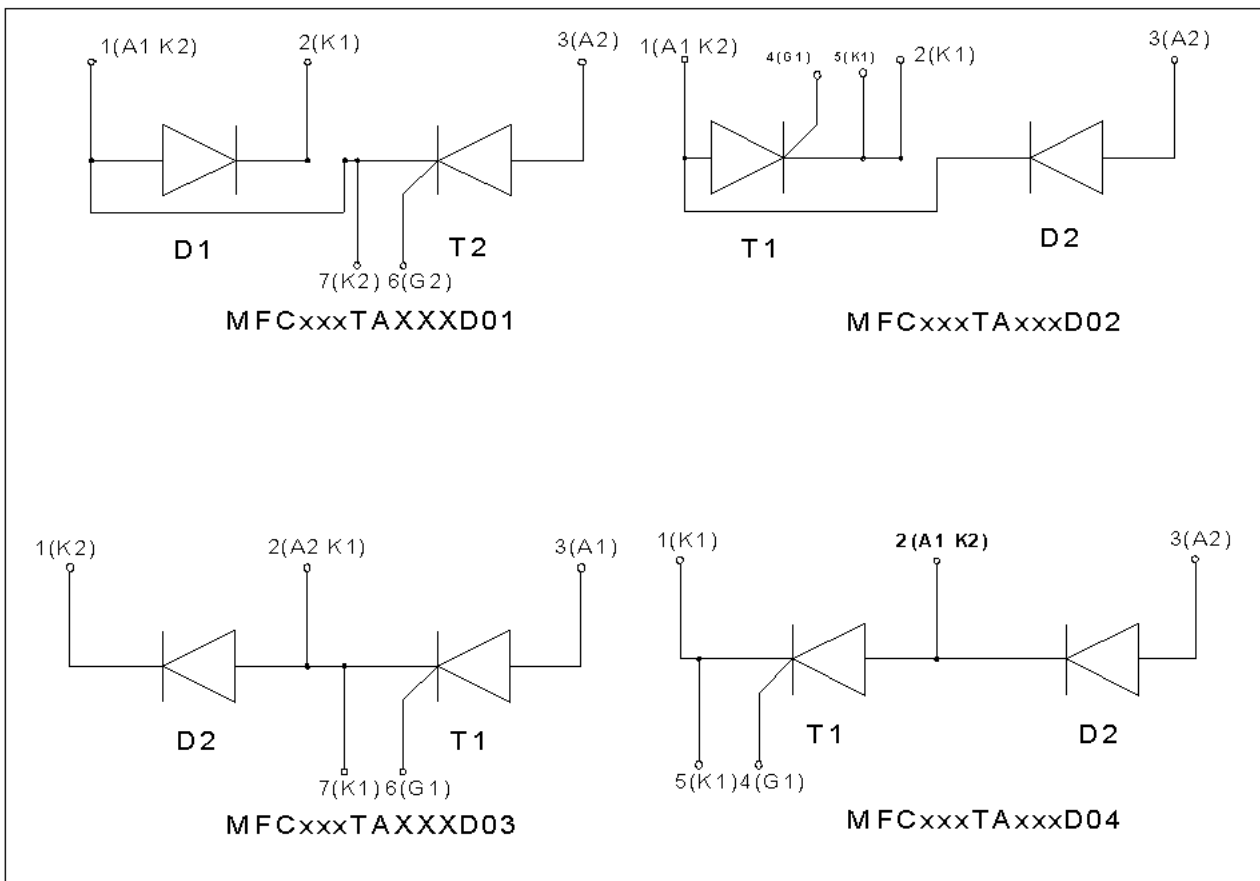 1(A1 K2) 2(K1) 3(A2)
D1 T2
7(K2) 6(G2)
MFCxxxTAXXXD01
1(A1 K2) 4(G1) 5(K1) 2(K1) 3(A2)
T1 D2
MFCxxxTAxxxD02
1(K2) 2(A2 K1) 3(A1)
D2 T1
7(K1) 6(G1)
MFCxxxTAXXXD03
1(K1) 2(A1 K2) 3(A2)
T1 D2
5(K1)4(G1)
MFCxxxTAxxxD04